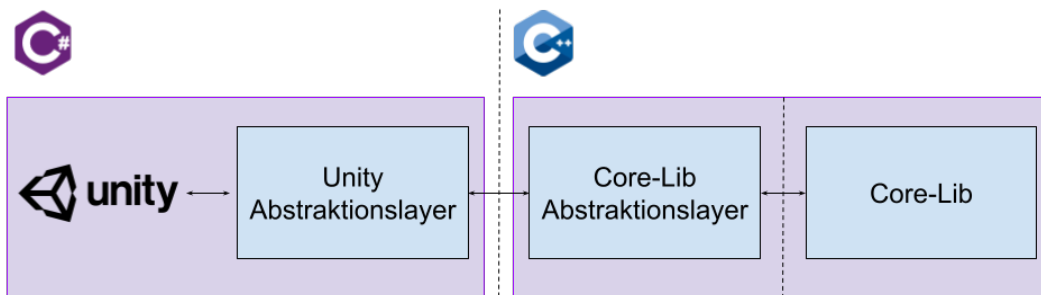 C#
C++
unity
Unity
Abstraktionslayer
Core-Lib
Abstraktionslayer
Core-Lib